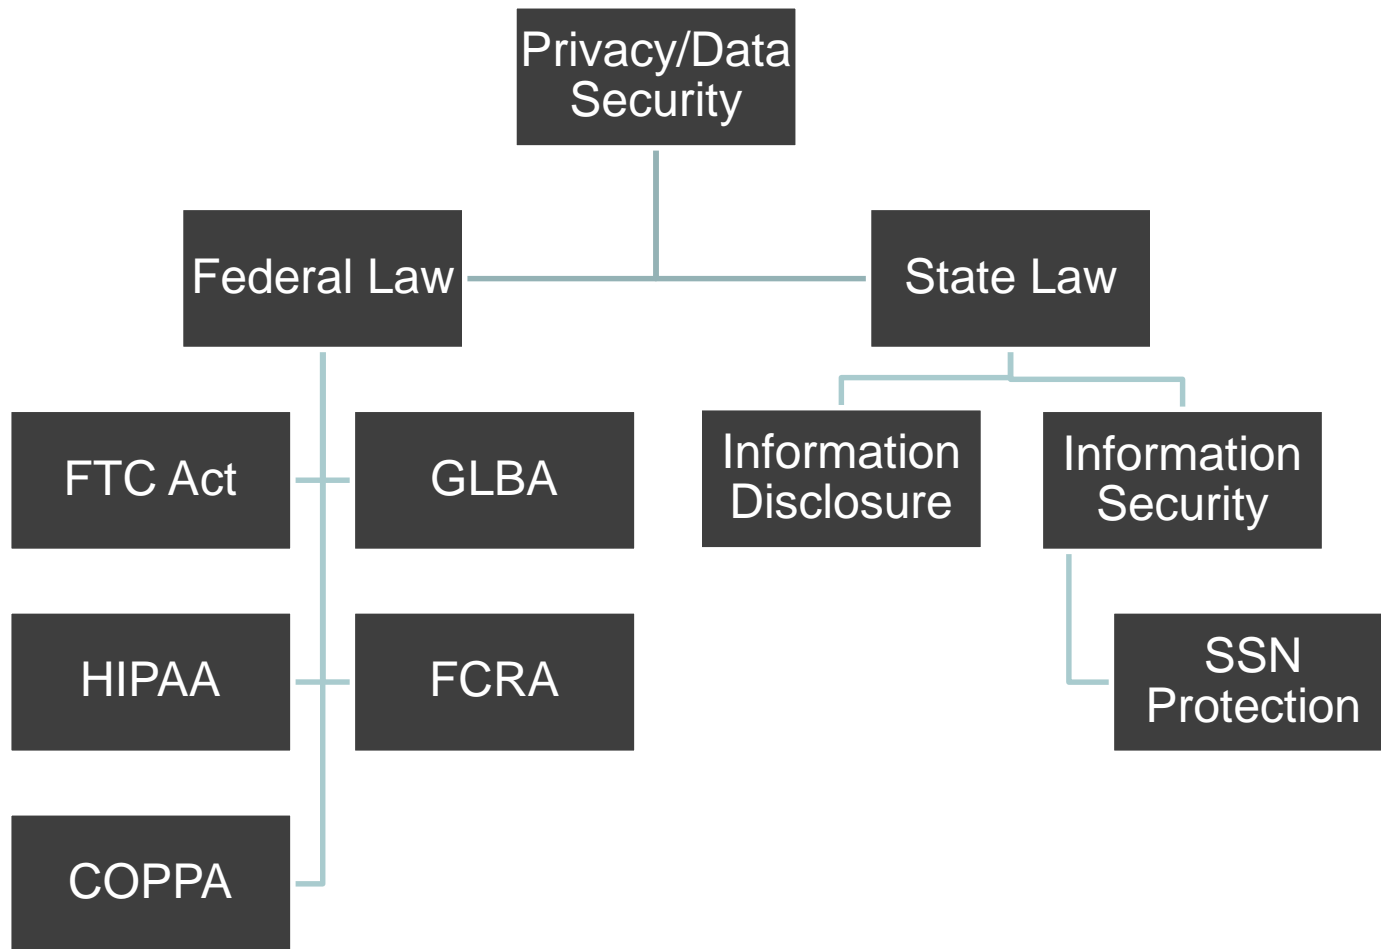 Privacy/Data
Security
Federal Law
State Law
FTC Act
GLBA
Information
Disclosure
Information
Security
HIPAA
FCRA
SSN
Protection
COPPA